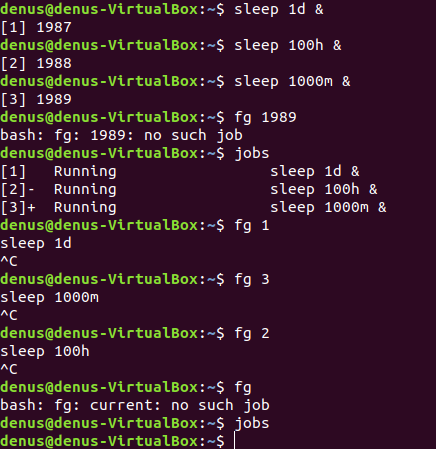 denus@denus-VirtualBox:~$ sleep 1d &
[1] 1987
denus@denus-VirtualBox:~$ sleep 100h &
[2] 1988
denus@denus-VirtualBox:~$ sleep 1000m &
[3] 1989
denus@denus-VirtualBox:~$ fg 1989
bash: fg: 1989: no such job
denus@denus-VirtualBox:~$ jobs
[1]   Running                 sleep 1d &
[2]-  Running                 sleep 100h &
[3]+  Running                 sleep 1000m &
denus@denus-VirtualBox:~$ fg 1
sleep 1d
^C
denus@denus-VirtualBox:~$ fg 3
sleep 1000m
^C
denus@denus-VirtualBox:~$ fg 2
sleep 100h
^C
denus@denus-VirtualBox:~$ fg
bash: fg: current: no such job
denus@denus-VirtualBox:~$ jobs
denus@denus-VirtualBox:~$